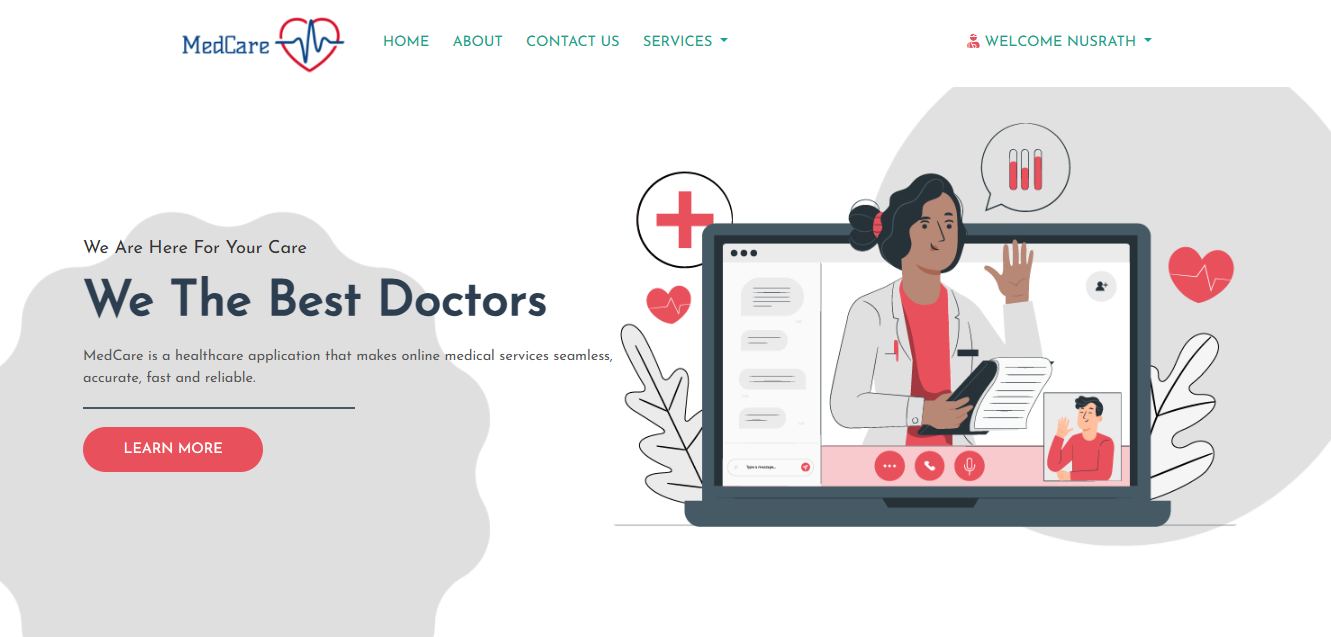 MedCare
HOME ABOUT CONTACT US SERVICES
WELCOME NUSRATH
We Are Here For Your Care
We The Best Doctors
MedCare is a healthcare application that makes online medical services seamless,
accurate, fast and reliable.
LEARN MORE
Type a message...